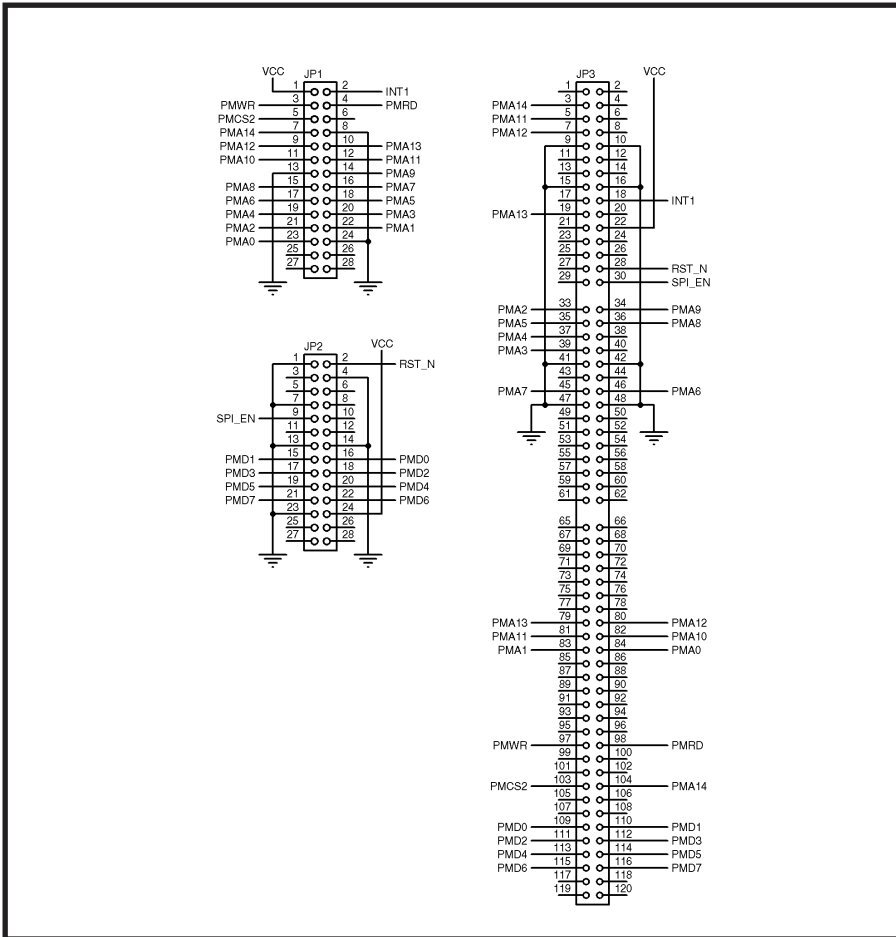 JP1
VCC
1 2 INT1
PMWR 3 4 PMRD
PMCS2 5 6
PMA14 7 8
PMA12 9 10 PMA13
PMA10 11 12 PMA11
13 14 PMA9
PMA8 15 16 PMA7
PMA6 17 18 PMA5
PMA4 19 20 PMA3
PMA2 21 22 PMA1
PMA0 23 24
25 26
27 28
JP2
VCC
1 2 RST_N
3 4
5 6
7 8
SPI_EN 9 10
11 12
13 14
PMD1 15 16 PMD0
PMD3 17 18 PMD2
PMD5 19 20 PMD4
PMD7 21 22 PMD6
23 24
25 26
27 28
JP3
VCC
1 2
PMA14 3 4
PMA11 5 6
PMA12 7 8
9 10
11 12
13 14
15 16
17 18 INT1
PMA13 19 20
21 22
23 24
25 26
27 28 RST_N
29 30 SPI_EN
PMA2 33 34 PMA9
PMA5 35 36 PMA8
PMA4 37 38
PMA3 39 40
41 42
43 44
PMA7 45 46 PMA6
47 48
49 50
51 52
53 54
55 56
57 58
59 60
61 62
65 66
67 68
69 70
71 72
73 74
75 76
77 78
PMA13 79 80 PMA12
PMA11 81 82 PMA10
PMA1 83 84 PMA0
85 86
87 88
89 90
91 92
93 94
95 96
PMWR 97 98 PMRD
99 100
101 102
PMCS2 103 104 PMA14
105 106
107 108
PMD0 109 110 PMD1
PMD2 111 112 PMD3
PMD4 113 114 PMD5
PMD6 115 116 PMD7
117 118
119 120